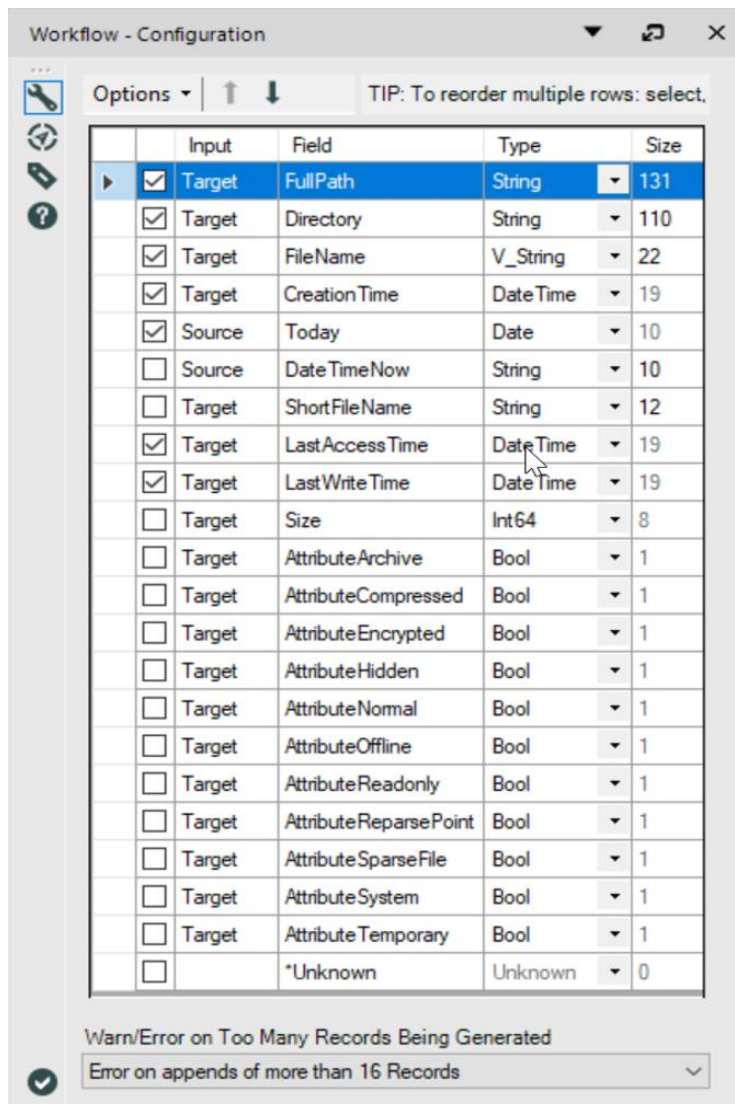 Workflow - Configuration
Options TIP: To reorder multiple rows: select,
Input Field Type Size
Target FullPath String 131
Target Directory String 110
Target FileName V_String 22
Target CreationTime DateTime 19
Source Today Date 10
Source DateTimeNow String 10
Target ShortFileName String 12
Target LastAccessTime DateTime 19
Target LastWriteTime DateTime 19
Target Size Int64 8
Target AttributeArchive Bool 1
Target AttributeCompressed Bool 1
Target AttributeEncrypted Bool 1
Target AttributeHidden Bool 1
Target AttributeNormal Bool 1
Target AttributeOffline Bool 1
Target AttributeReadonly Bool 1
Target AttributeReparsePoint Bool 1
Target AttributeSparseFile Bool 1
Target AttributeSystem Bool 1
Target AttributeTemporary Bool 1
*Unknown Unknown 0
Warn/Error on Too Many Records Being Generated
Error on appends of more than 16 Records